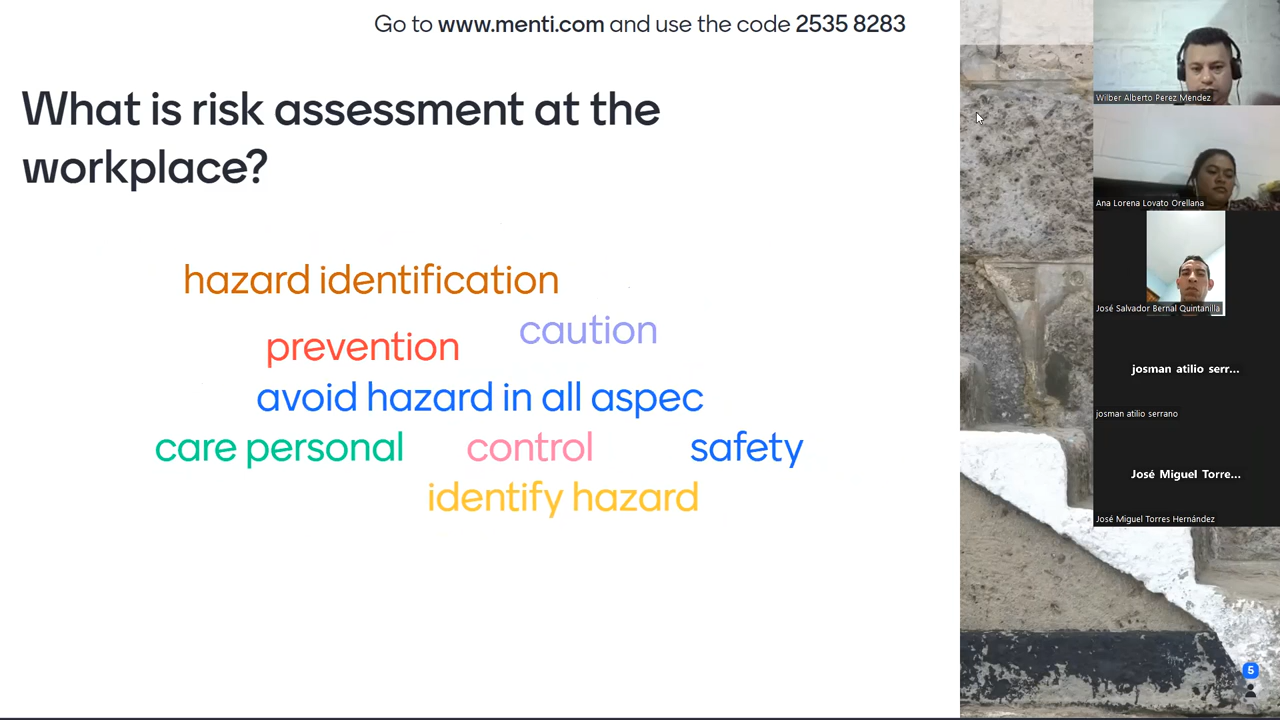 Go to www.menti.com and use the code 2535 8283
What is risk assessment at the
workplace?
hazard identification
caution
prevention
avoid hazard in all aspec
care personal
control
safety
identify hazard
Wilber Alberto Perez Mendez
Ana Lorena Lovato Orellana
José Salvador Bernal Quintanilla
josman atilio serr...
josman atilio serrano
José Miguel Torre...
José Miguel Torres Hernández
5